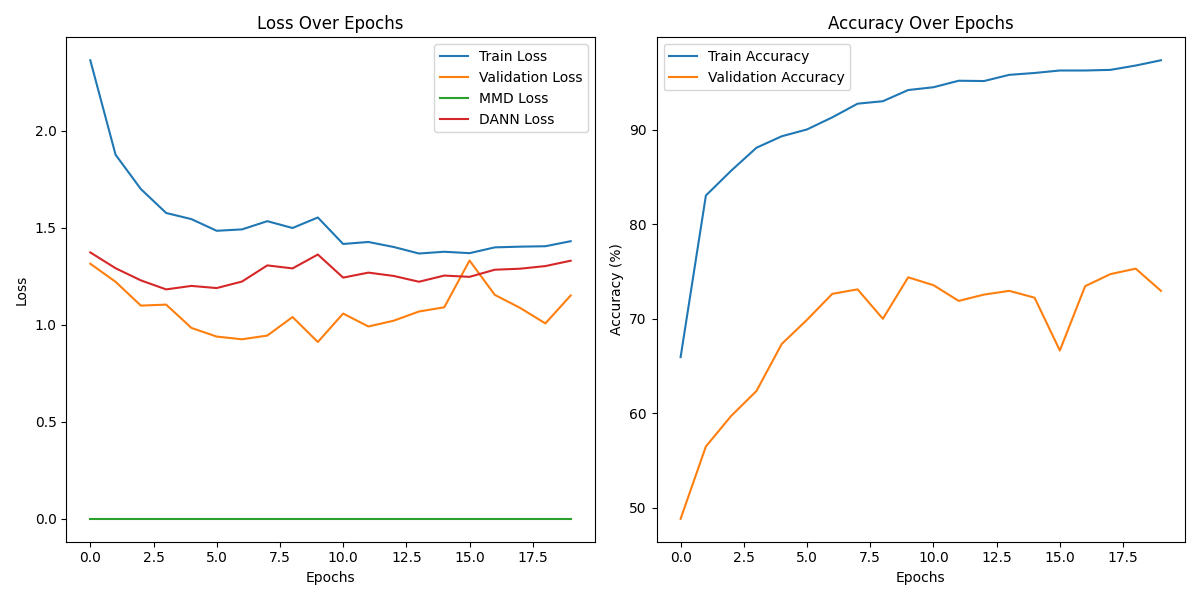 Loss Over Epochs
Train Loss
Validation Loss
MMD Loss
DANN Loss
2.0
1.5
1.0
0.5
0.0
Loss
0.0 2.5 5.0 7.5 10.0 12.5 15.0 17.5
Epochs
Accuracy Over Epochs
Train Accuracy
Validation Accuracy
90
80
70
60
50
Accuracy (%)
0.0 2.5 5.0 7.5 10.0 12.5 15.0 17.5
Epochs